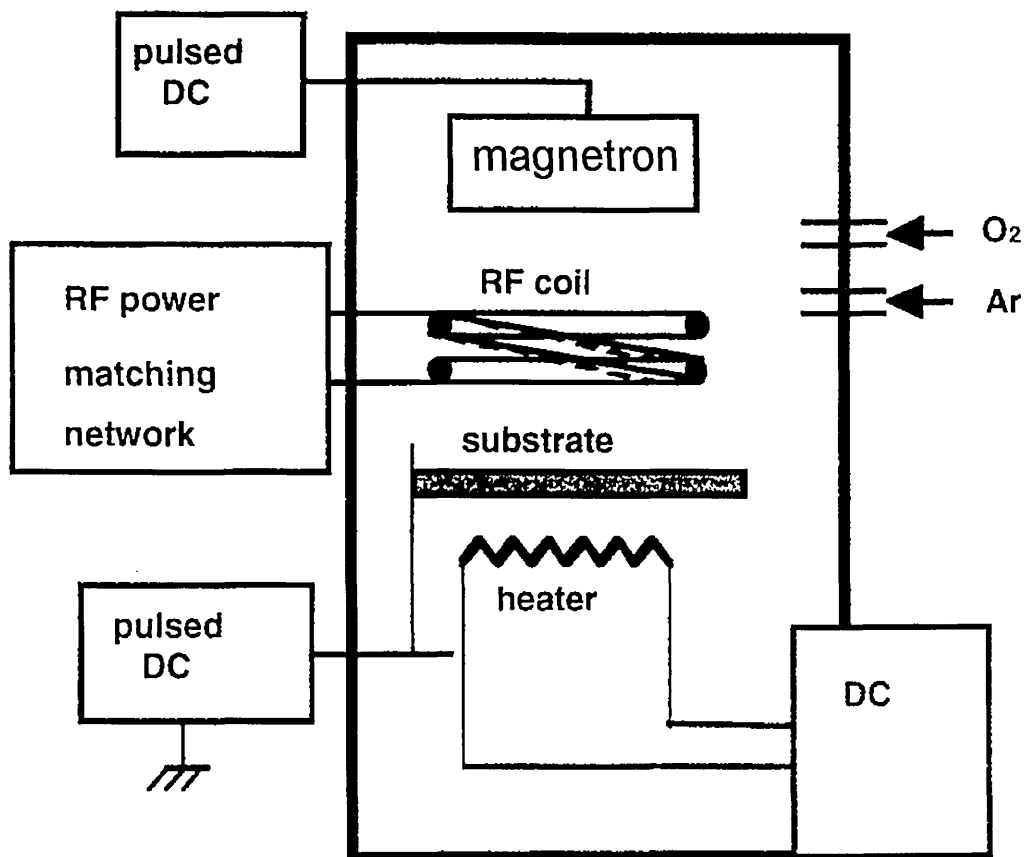 pulsed
DC
magnetron
O₂
RF coil
Ar
RF power
matching
network
substrate
heater
pulsed
DC
DC